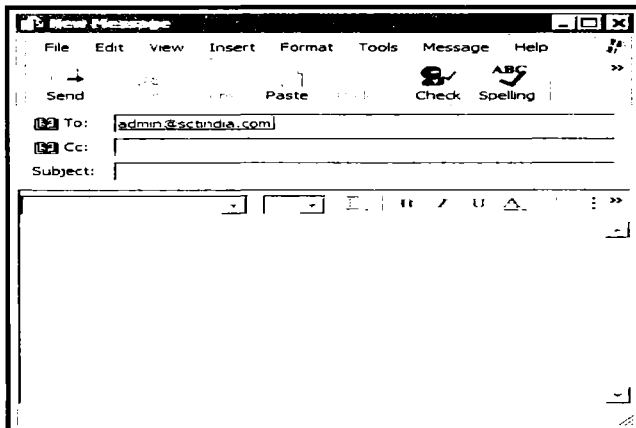 New Message
File Edit View Insert Format Tools Message Help
Send Paste Check Spelling
To: admin@sctindia.com
Cc:
Subject:
B I U A